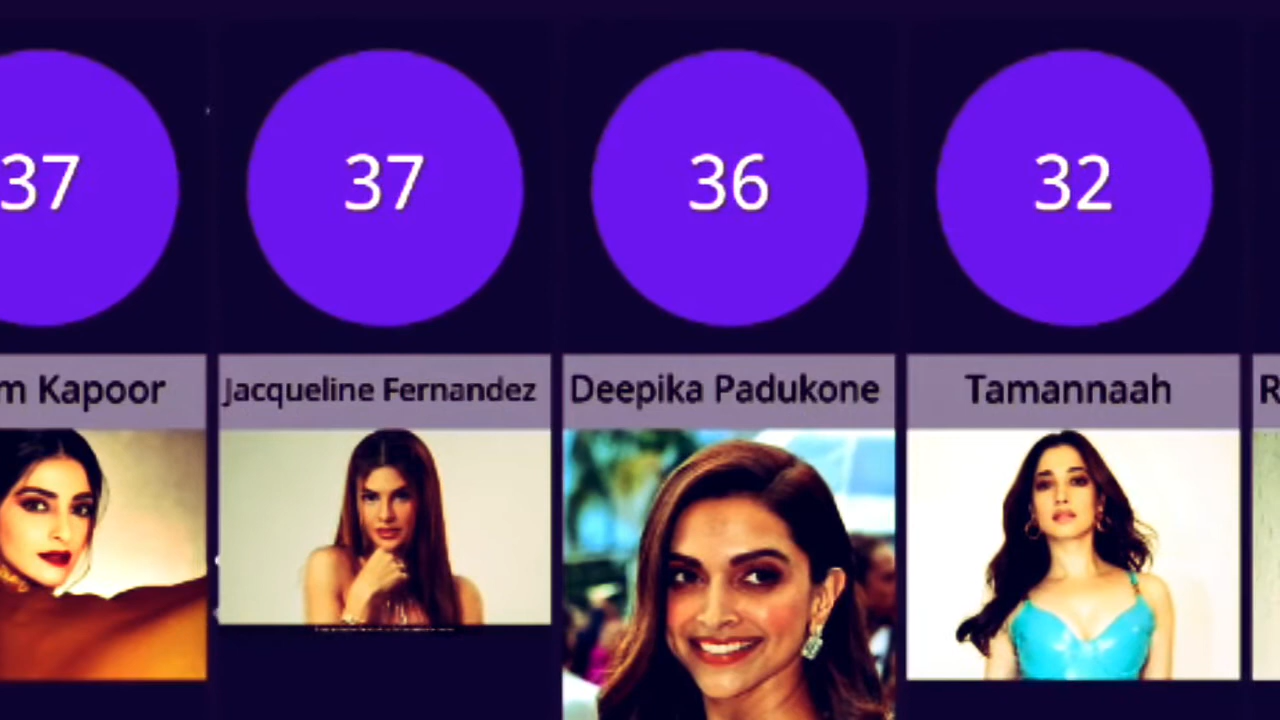 37
37
36
32
m Kapoor
Jacqueline Fernandez
Deepika Padukone
Tamannaah
R